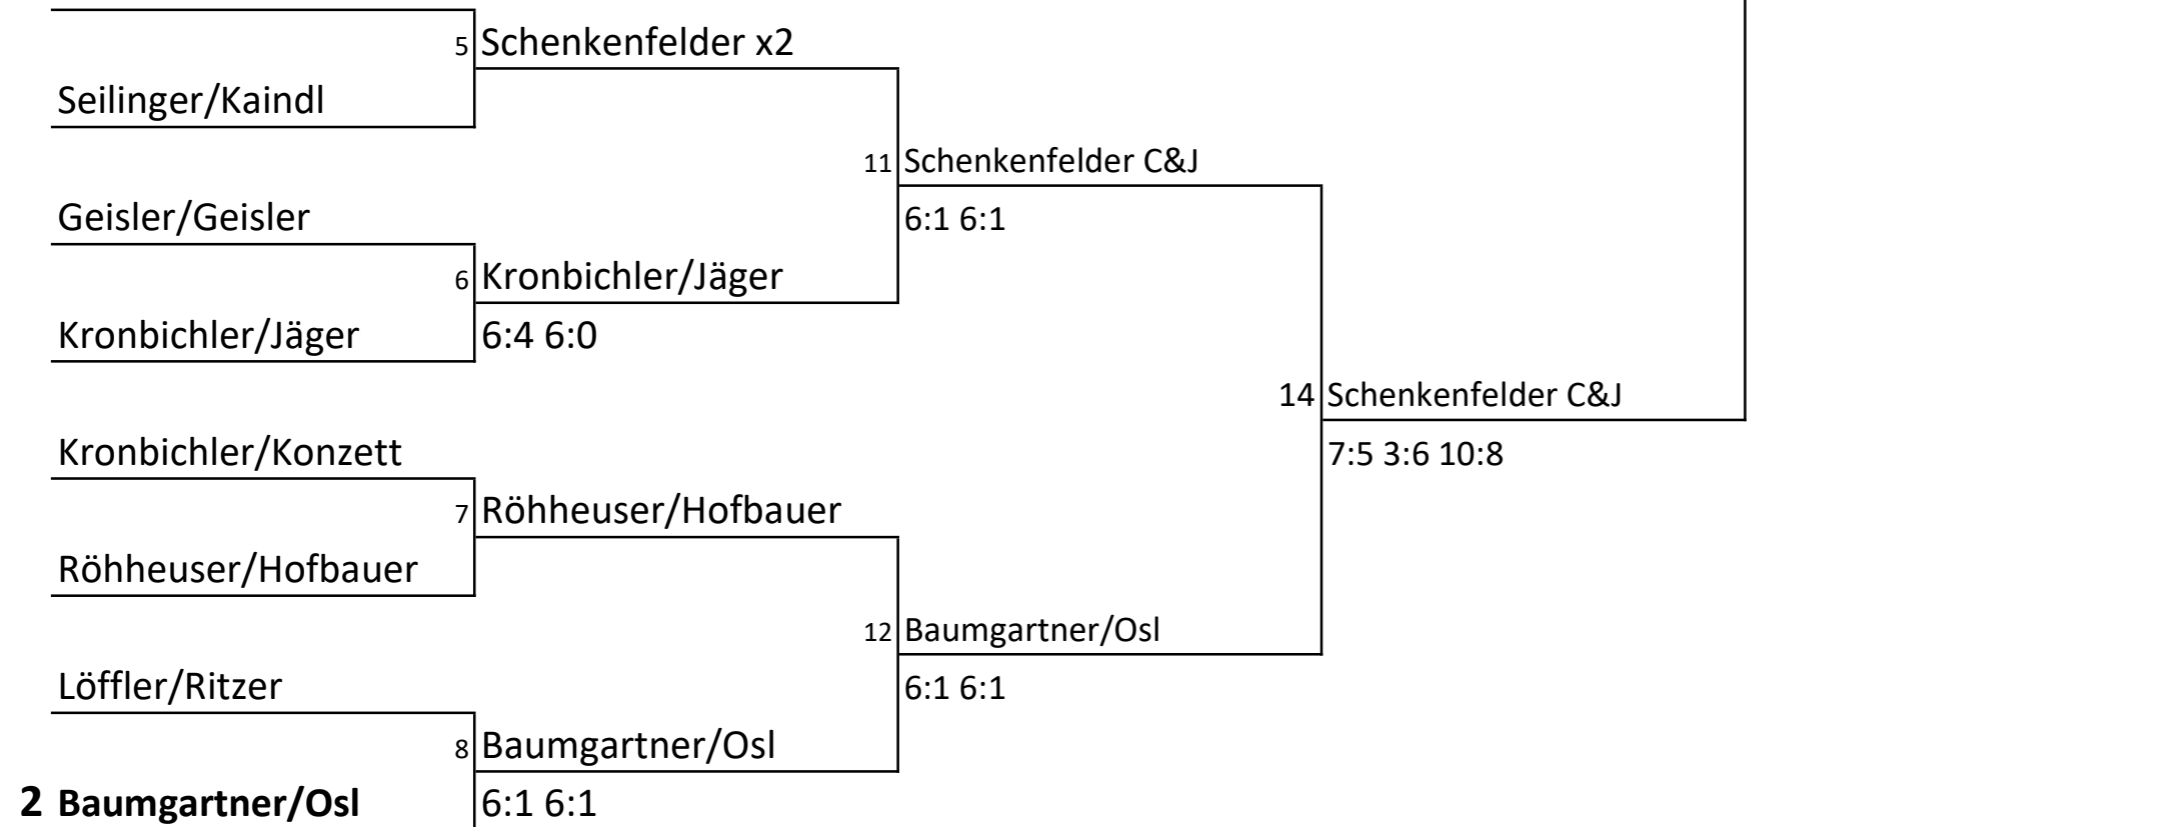 5 Schenkenfelder x2
Seilinger/Kaindl
11 Schenkenfelder C&J
Geisler/Geisler
6:1 6:1
6 Kronbichler/Jäger
Kronbichler/Jäger
6:4 6:0
14 Schenkenfelder C&J
Kronbichler/Konzett
7:5 3:6 10:8
7 Röhheuser/Hofbauer
Röhheuser/Hofbauer
12 Baumgartner/Osl
Löffler/Ritzer
6:1 6:1
8 Baumgartner/Osl
2 Baumgartner/Osl
6:1 6:1